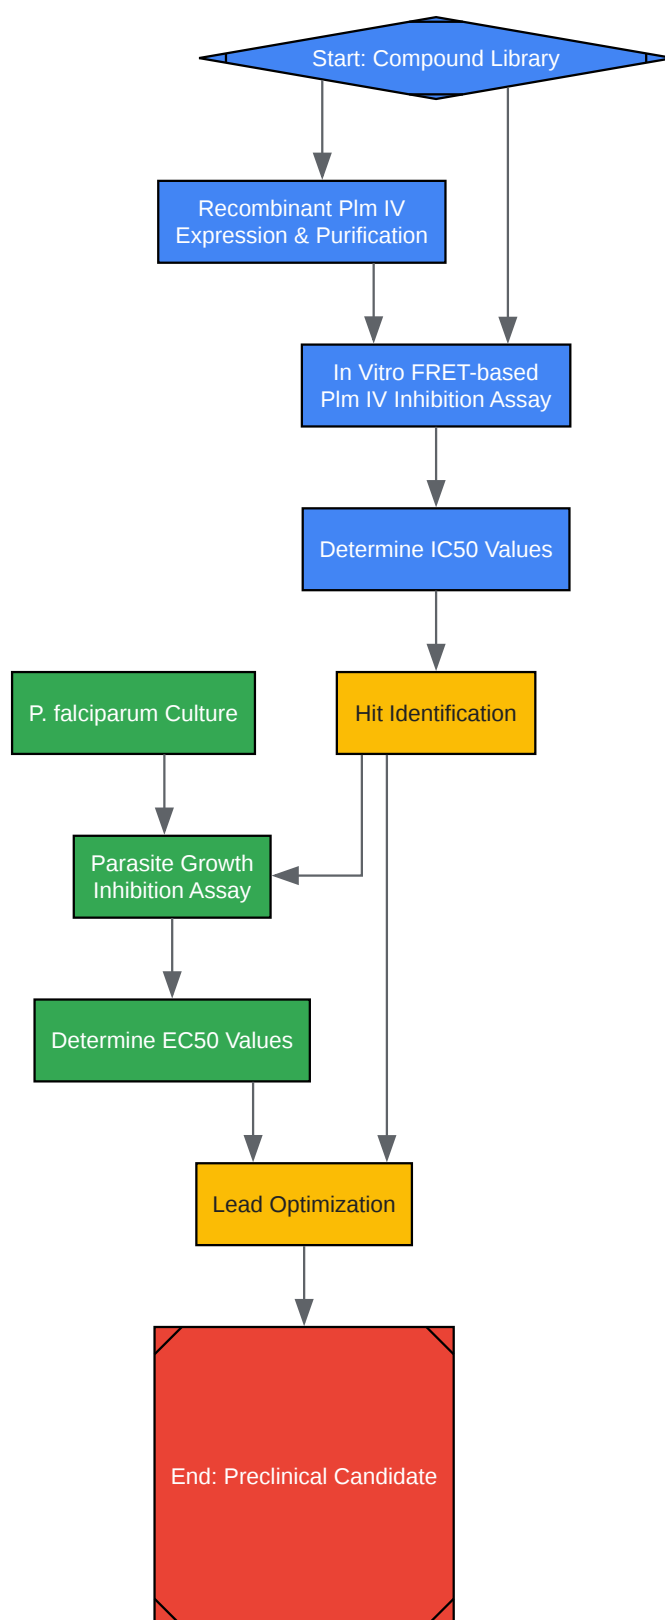 Start: Compound Library
Recombinant Plm IV
Expression & Purification
In Vitro FRET-based
Plm IV Inhibition Assay
Determine IC50 Values
P. falciparum Culture
Hit Identification
Parasite Growth
Inhibition Assay
Determine EC50 Values
Lead Optimization
End: Preclinical Candidate